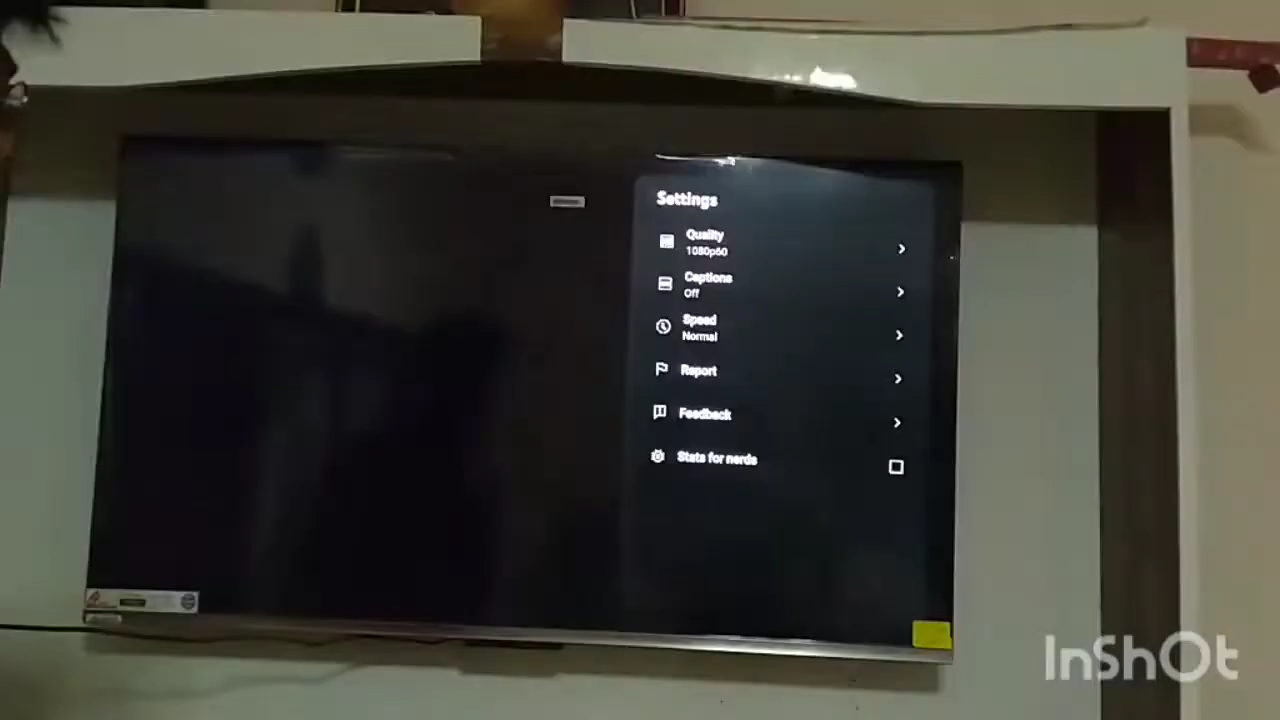 Settings
Quality
1080p60
Captions
Off
Speed
Normal
Report
Feedback
Stats for nerds
InShOt